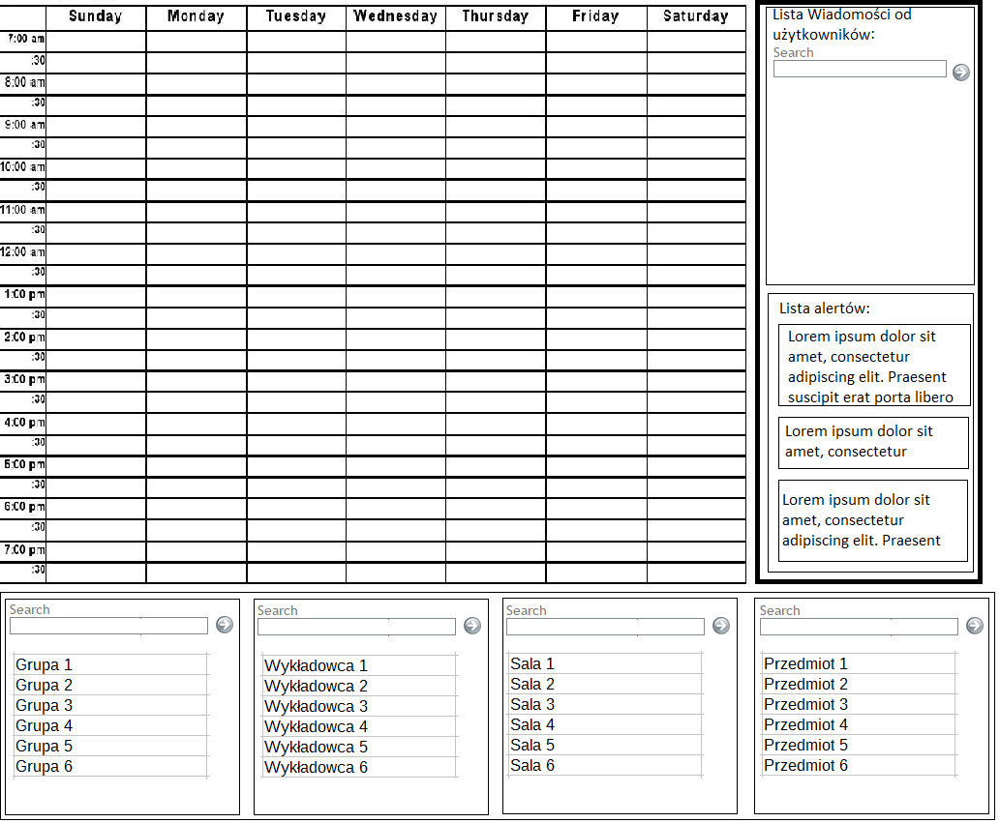 Sunday Monday Tuesday Wednesday Thursday Friday Saturday
7:00 am
:30
8:00 am
:30
9:00 am
:30
10:00 am
:30
11:00 am
:30
12:00 am
:30
1:00 pm
:30
2:00 pm
:30
3:00 pm
:30
4:00 pm
:30
5:00 pm
:30
6:00 pm
:30
7:00 pm
:30
Lista Wiadomości od
użytkowników:
Search
Lista alertów:
Lorem ipsum dolor sit
amet, consectetur
adipiscing elit. Praesent
suscipit erat porta libero
Lorem ipsum dolor sit
amet, consectetur
Lorem ipsum dolor sit
amet, consectetur
adipiscing elit. Praesent
Search
Grupa 1
Grupa 2
Grupa 3
Grupa 4
Grupa 5
Grupa 6
Search
Wykładowca 1
Wykładowca 2
Wykładowca 3
Wykładowca 4
Wykładowca 5
Wykładowca 6
Search
Sala 1
Sala 2
Sala 3
Sala 4
Sala 5
Sala 6
Search
Przedmiot 1
Przedmiot 2
Przedmiot 3
Przedmiot 4
Przedmiot 5
Przedmiot 6